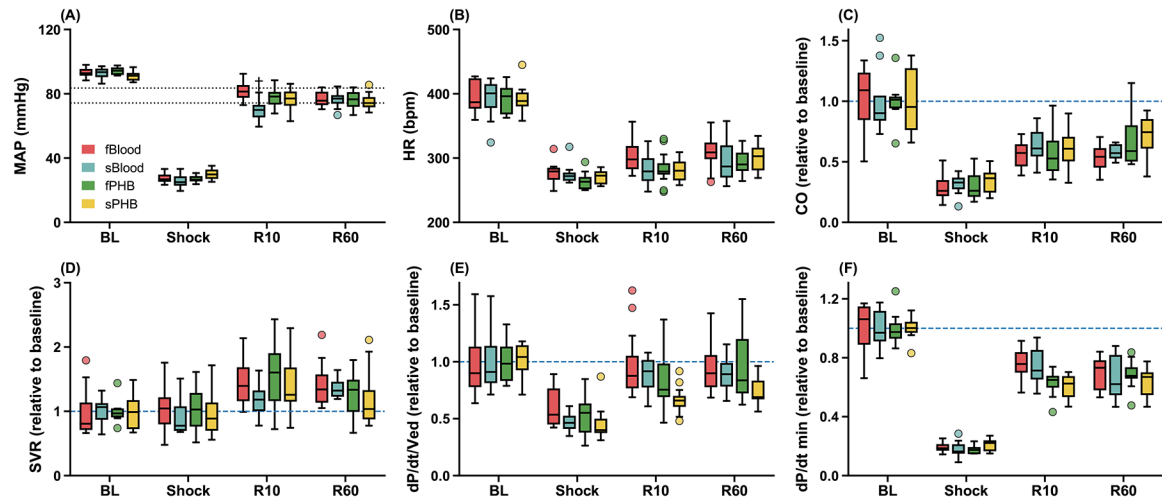 (A)
MAP (mmHg)
120
80
40
0
fBlood
sBlood
fPHB
sPHB
BL Shock R10 R60
(B)
HR (bpm)
500
400
300
200
BL Shock R10 R60
(C)
CO (relative to baseline)
1.5
1.0
0.5
0.0
BL Shock R10 R60
(D)
SVR (relative to baseline)
3
2
1
0
BL Shock R10 R60
(E)
dP/dt/Ved (relative to baseline)
1.5
1.0
0.5
0.0
BL Shock R10 R60
(F)
dP/dt min (relative to baseline)
1.2
0.8
0.4
0.0
BL Shock R10 R60